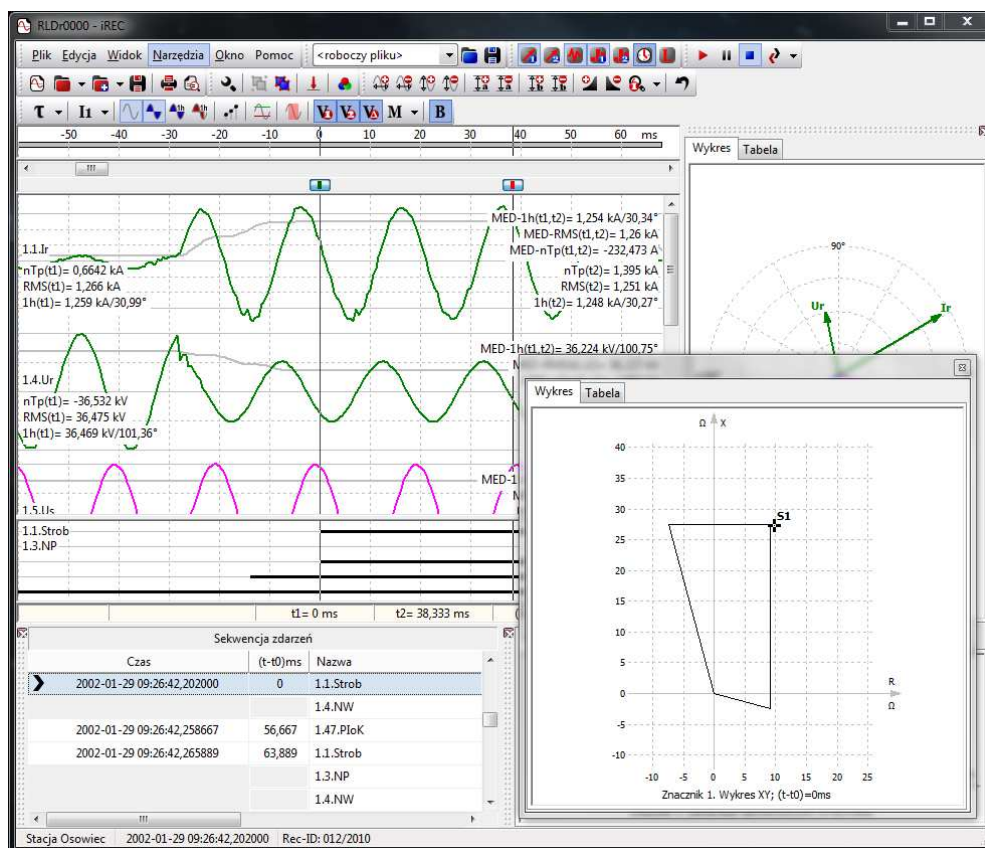 RLDr0000 - iREC
Plik Edycja Widok Narzędzia Okno Pomoc <roboczy pliku>
τ I1 V1 V2 VΔ M B
-50 -40 -30 -20 -10 0 10 20 30 40 50 60 ms
1.1.Ir
nTp(t1)= 0,6642 kA
RMS(t1)= 1,266 kA
1h(t1)= 1,259 kA/30,99°
MED-1h(t1,t2)= 1,254 kA/30,34°
MED-RMS(t1,t2)= 1,26 kA
MED-nTp(t1,t2)= -232,473 A
nTp(t2)= 1,395 kA
RMS(t2)= 1,251 kA
1h(t2)= 1,248 kA/30,27°
1.4.Ur
nTp(t1)= -36,532 kV
RMS(t1)= 36,475 kV
1h(t1)= 36,469 kV/101,36°
MED-1h(t1,t2)= 36,224 kV/100,75°
1.5.Us
MED-1
1.1.Strob
1.3.NP
t1= 0 ms t2= 38,333 ms
Sekwencja zdarzeń
Czas (t-t0)ms Nazwa
2002-01-29 09:26:42,202000 0 1.1.Strob
1.4.NW
2002-01-29 09:26:42,258667 56,667 1.47.PIoK
2002-01-29 09:26:42,265889 63,889 1.1.Strob
1.3.NP
1.4.NW
Stacja Osowiec 2002-01-29 09:26:42,202000 Rec-ID: 012/2010
Wykres Tabela
90°
Ur
Ir
Wykres Tabela
Ω X
40
35
30
25
20
15
10
5
0
-5
-10
S1
R
Ω
-10 -5 0 5 10 15 20 25
Znacznik 1. Wykres XY; (t-t0)=0ms